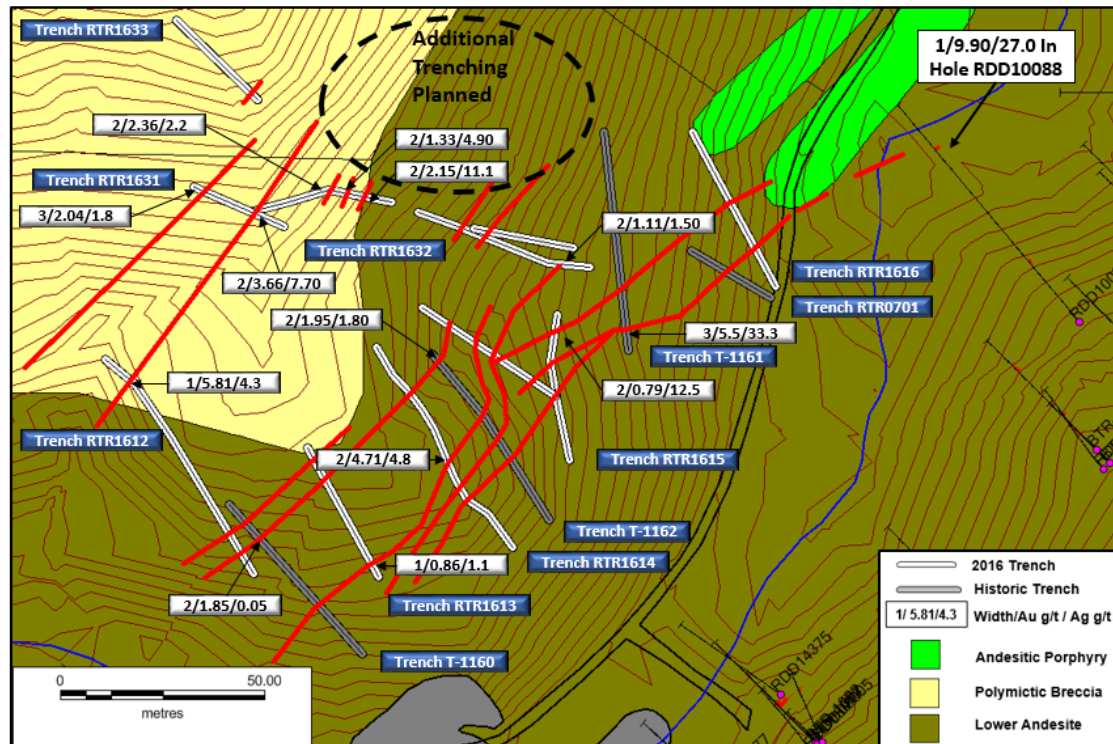 Trench RTR1633
Additional
Trenching
Planned
1/9.90/27.0 In
Hole RDD10088
2/2.36/2.2
2/1.33/4.90
2/2.15/11.1
Trench RTR1631
3/2.04/1.8
2/1.11/1.50
Trench RTR1632
Trench RTR1616
2/3.66/7.70
Trench RTR0701
2/1.95/1.80
3/5.5/33.3
Trench T-1161
1/5.81/4.3
2/0.79/12.5
Trench RTR1612
2/4.71/4.8
Trench RTR1615
Trench T-1162
1/0.86/1.1
Trench RTR1614
2/1.85/0.05
Trench RTR1613
Trench T-1160
RDD14375
0
50.00
metres
2016 Trench
Historic Trench
1/ 5.81/4.3
Width/Au g/t / Ag g/t
Andesitic Porphyry
Polymictic Breccia
Lower Andesite